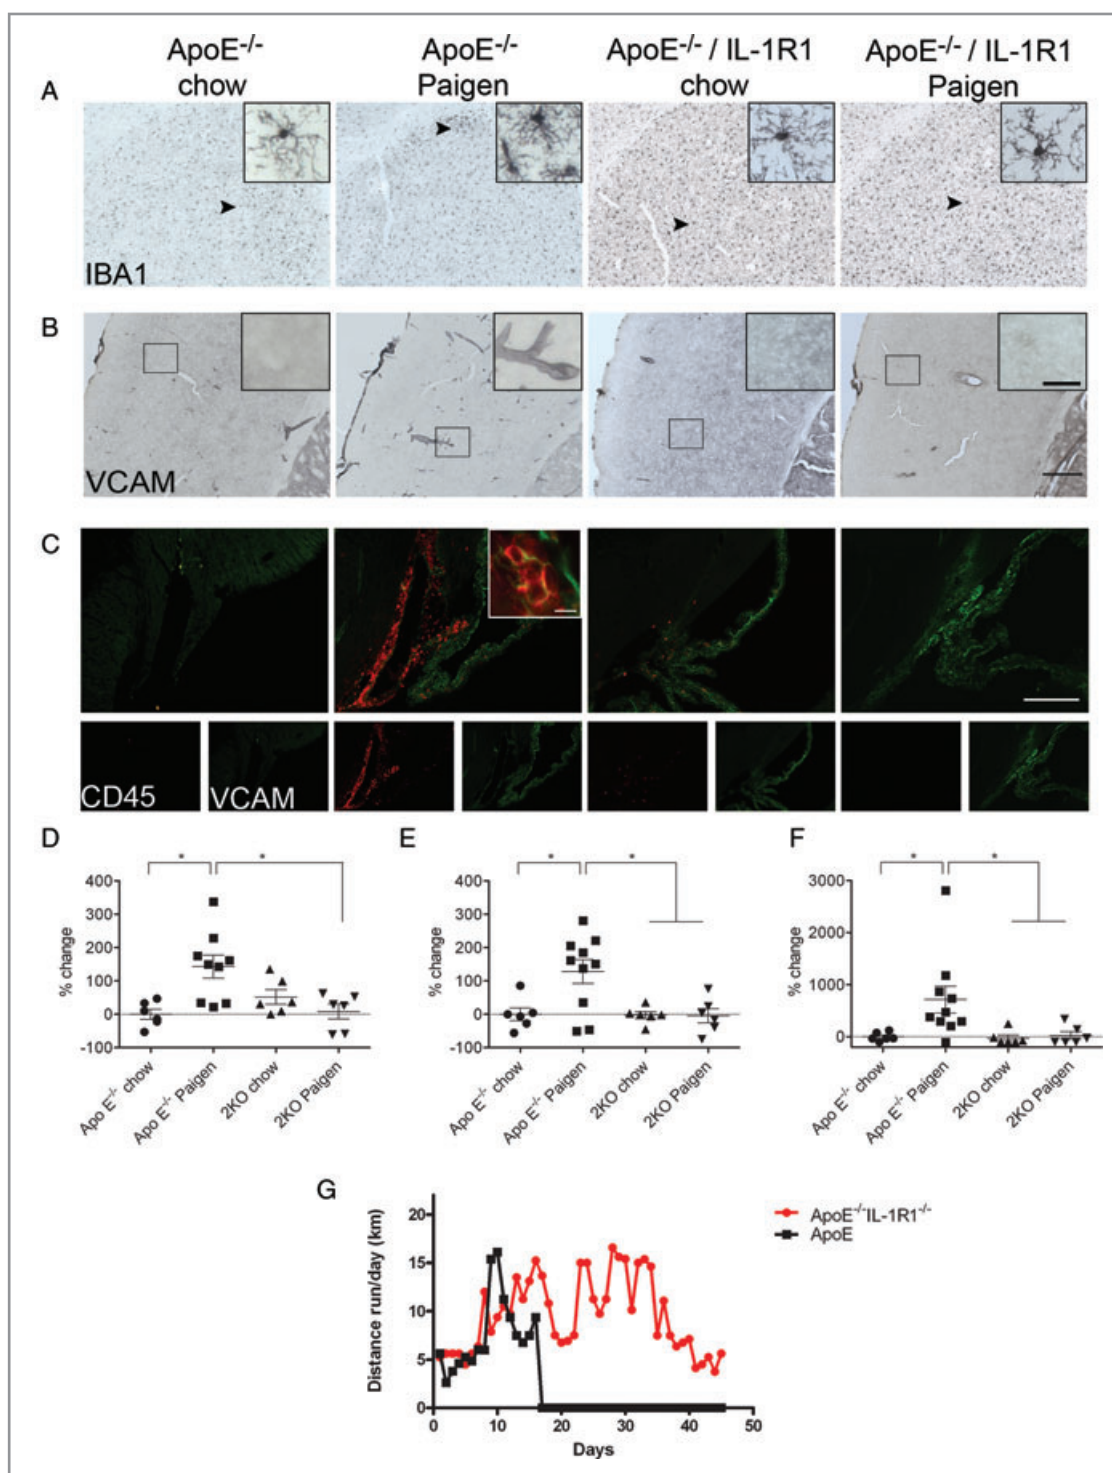 ApoE-/- chow
ApoE-/- Paigen
ApoE-/- / IL-1R1 chow
ApoE-/- / IL-1R1 Paigen
A
IBA1
B
VCAM
C
CD45
VCAM
D
* *
% change
400
300
200
100
0
-100
Apo E-/- chow
Apo E-/- Paigen
2KO chow
2KO Paigen
E
* *
% change
400
300
200
100
0
-100
Apo E-/- chow
Apo E-/- Paigen
2KO chow
2KO Paigen
F
* *
% change
3000
2000
1000
0
Apo E-/- chow
Apo E-/- Paigen
2KO chow
2KO Paigen
G
Distance run/day (km)
20
15
10
5
0
0 10 20 30 40 50
Days
ApoE-/-IL-1R1-/-
ApoE